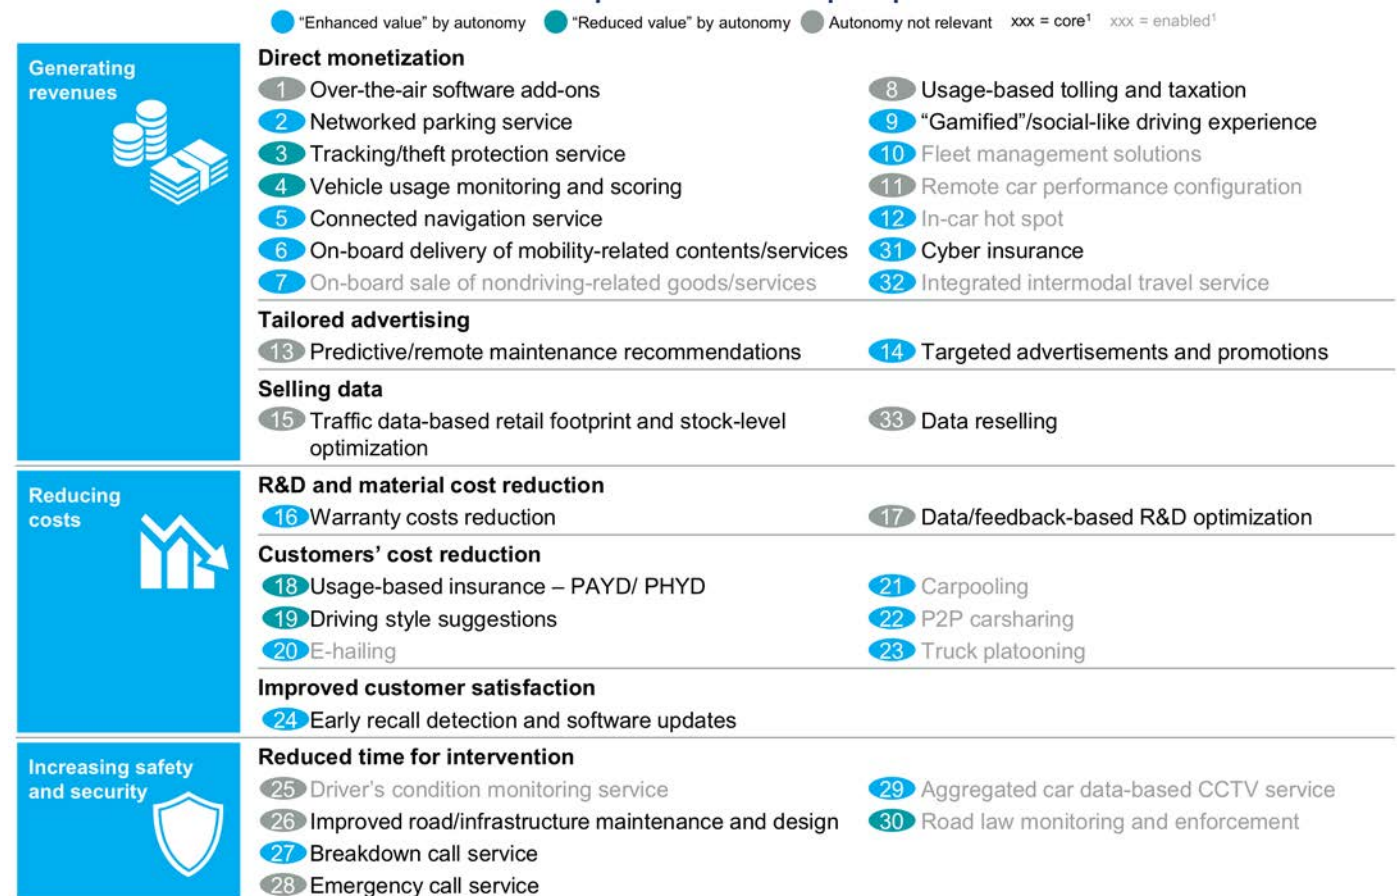 "Enhanced value" by autonomy "Reduced value" by autonomy Autonomy not relevant xxx = core¹ xxx = enabled¹
Generating
revenues
Direct monetization
1 Over-the-air software add-ons
2 Networked parking service
3 Tracking/theft protection service
4 Vehicle usage monitoring and scoring
5 Connected navigation service
6 On-board delivery of mobility-related contents/services
7 On-board sale of nondriving-related goods/services
8 Usage-based tolling and taxation
9 "Gamified"/social-like driving experience
10 Fleet management solutions
11 Remote car performance configuration
12 In-car hot spot
31 Cyber insurance
32 Integrated intermodal travel service
Tailored advertising
13 Predictive/remote maintenance recommendations
14 Targeted advertisements and promotions
Selling data
15 Traffic data-based retail footprint and stock-level
optimization
33 Data reselling
Reducing
costs
R&D and material cost reduction
16 Warranty costs reduction
17 Data/feedback-based R&D optimization
Customers' cost reduction
18 Usage-based insurance – PAYD/ PHYD
19 Driving style suggestions
20 E-hailing
21 Carpooling
22 P2P carsharing
23 Truck platooning
Improved customer satisfaction
24 Early recall detection and software updates
Increasing safety
and security
Reduced time for intervention
25 Driver's condition monitoring service
26 Improved road/infrastructure maintenance and design
27 Breakdown call service
28 Emergency call service
29 Aggregated car data-based CCTV service
30 Road law monitoring and enforcement